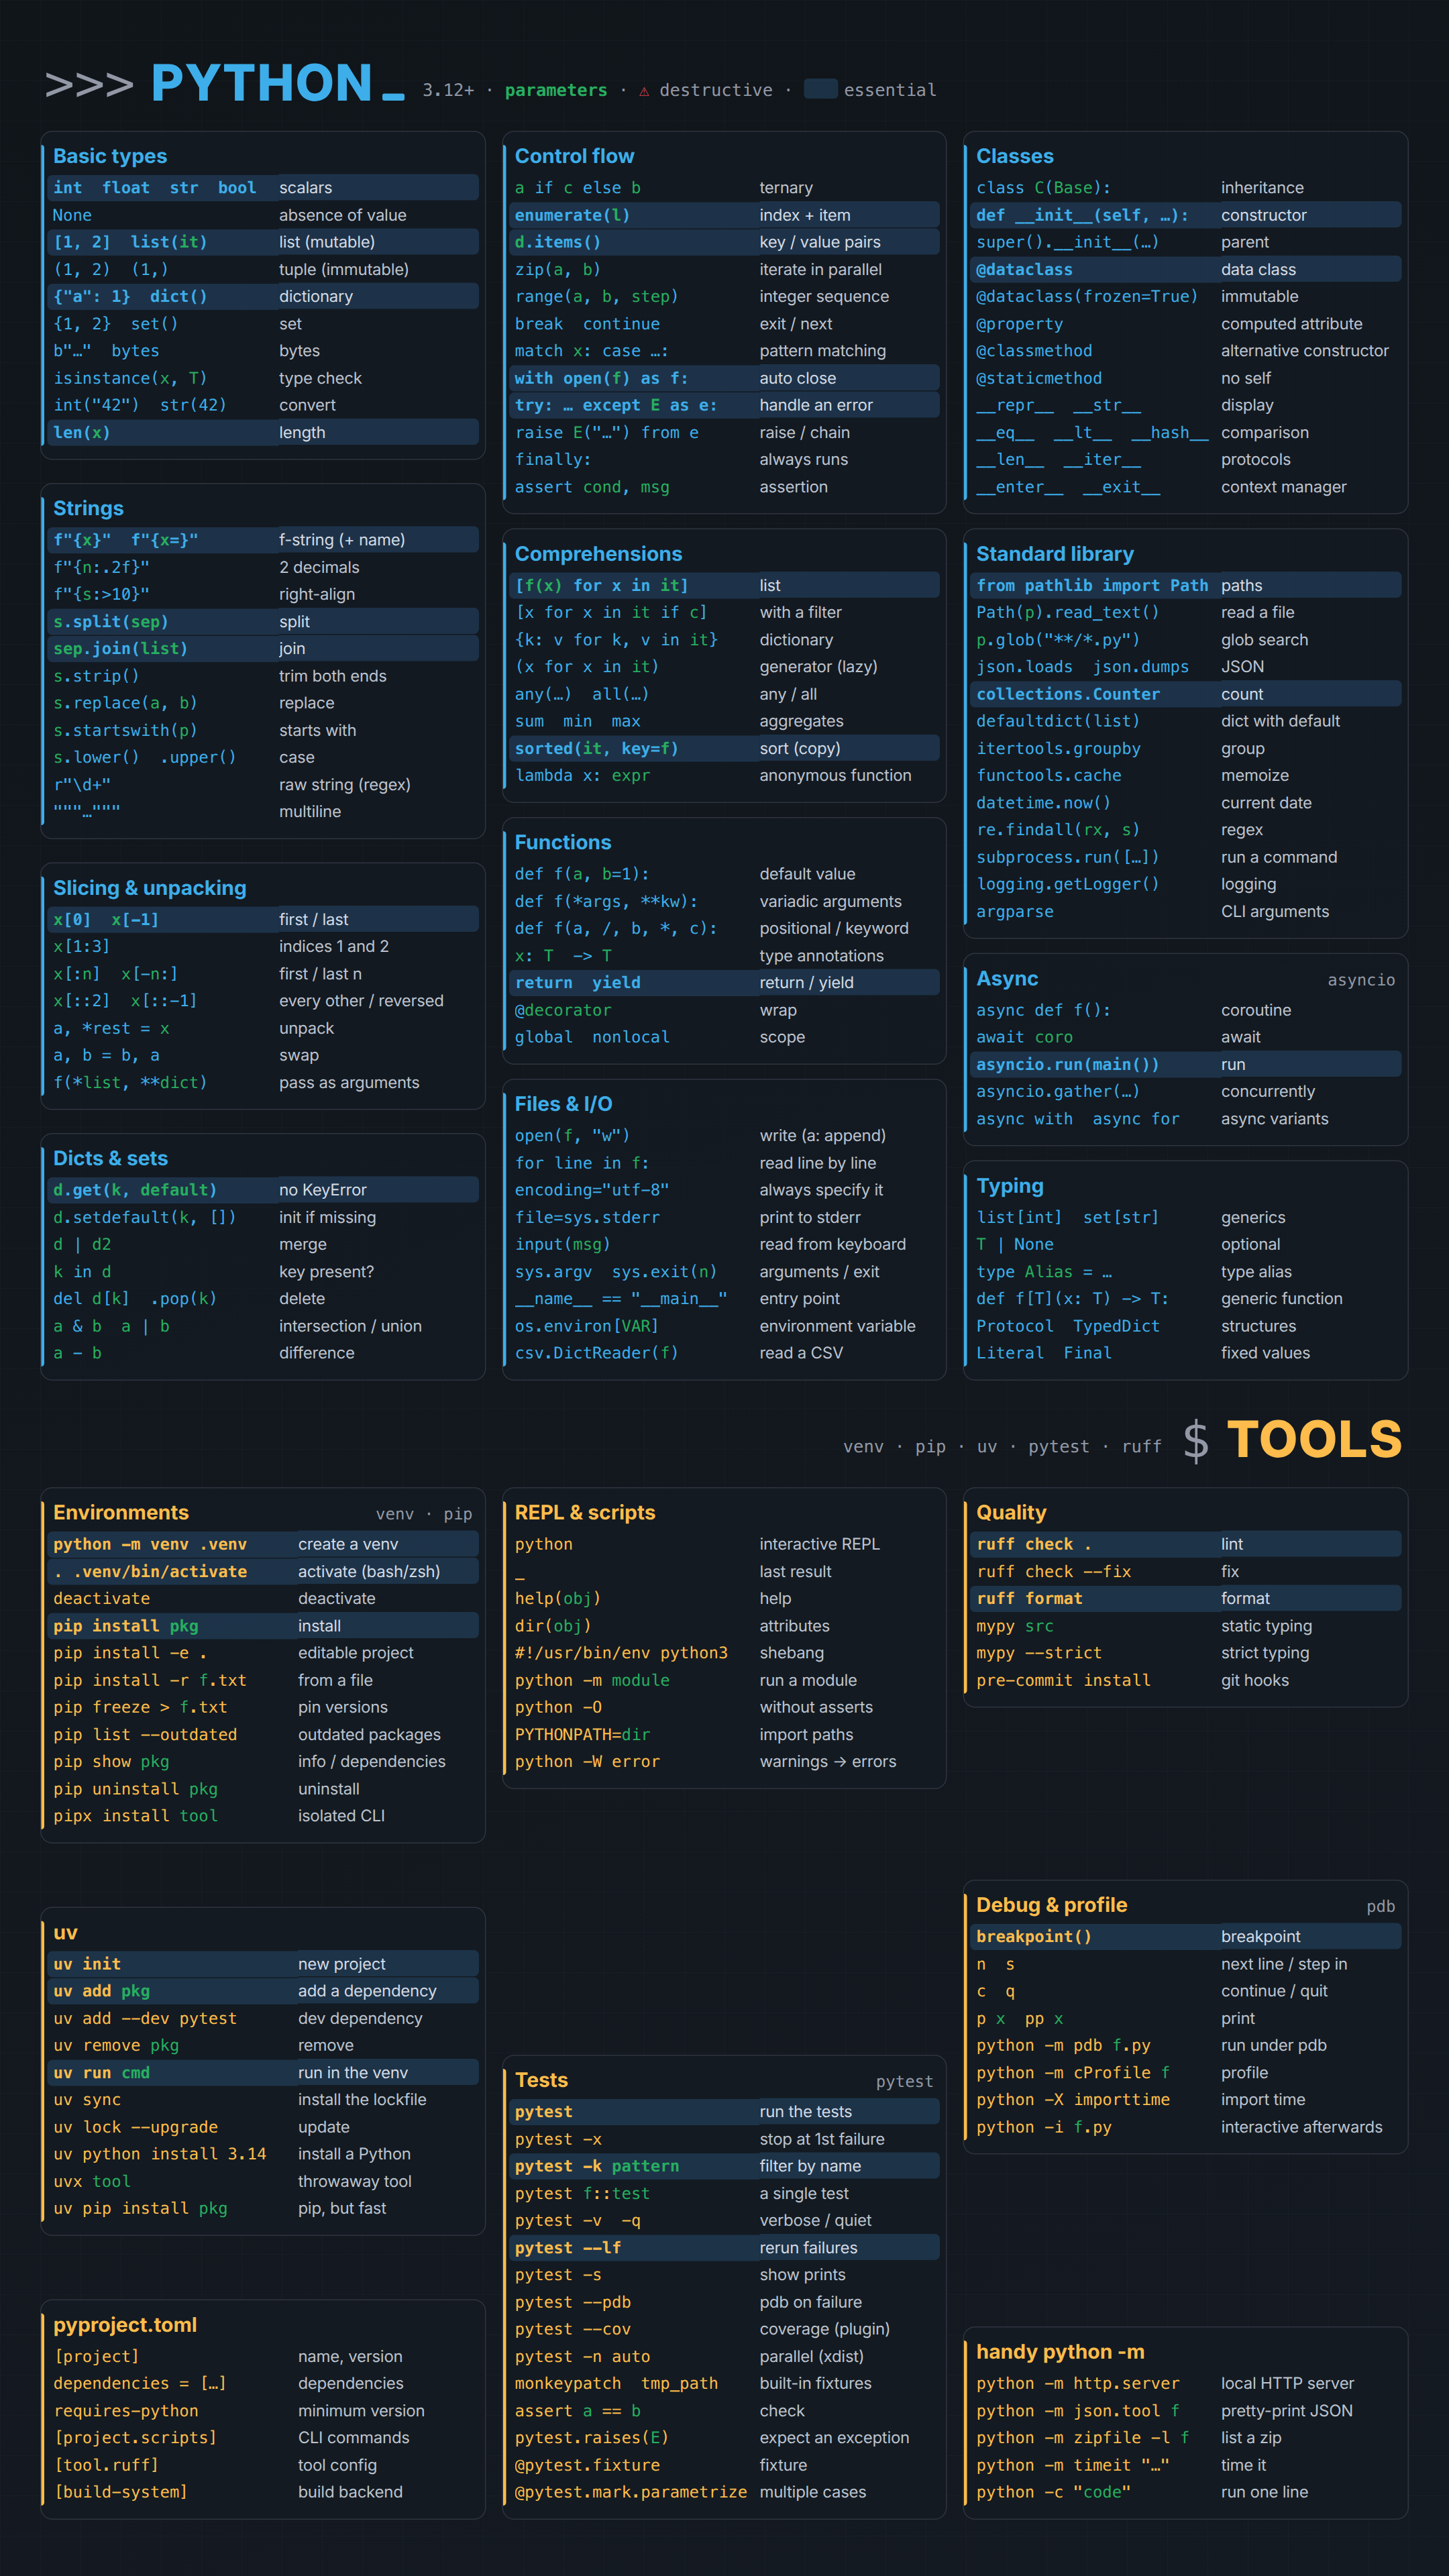 >>> PYTHON_ 3.12+ · parameters · ⚠ destructive · essential
Basic types
int  float  str  bool  scalars
None  absence of value
[1, 2]  list(it)  list (mutable)
(1, 2)  (1,)  tuple (immutable)
{"a": 1}  dict()  dictionary
{1, 2}  set()  set
b"…"  bytes  bytes
isinstance(x, T)  type check
int("42")  str(42)  convert
len(x)  length
Strings
f"{x}"  f"{x=}"  f-string (+ name)
f"{n:.2f}"  2 decimals
f"{s:>10}"  right-align
s.split(sep)  split
sep.join(list)  join
s.strip()  trim both ends
s.replace(a, b)  replace
s.startswith(p)  starts with
s.lower()  .upper()  case
r"\d+"  raw string (regex)
"""…"""  multiline
Slicing & unpacking
x[0]  x[-1]  first / last
x[1:3]  indices 1 and 2
x[:n]  x[-n:]  first / last n
x[::2]  x[::-1]  every other / reversed
a, *rest = x  unpack
a, b = b, a  swap
f(*list, **dict)  pass as arguments
Dicts & sets
d.get(k, default)  no KeyError
d.setdefault(k, [])  init if missing
d | d2  merge
k in d  key present?
del d[k]  .pop(k)  delete
a & b  a | b  intersection / union
a - b  difference
Control flow
a if c else b  ternary
enumerate(l)  index + item
d.items()  key / value pairs
zip(a, b)  iterate in parallel
range(a, b, step)  integer sequence
break  continue  exit / next
match x: case …:  pattern matching
with open(f) as f:  auto close
try: … except E as e:  handle an error
raise E("…") from e  raise / chain
finally:  always runs
assert cond, msg  assertion
Comprehensions
[f(x) for x in it]  list
[x for x in it if c]  with a filter
{k: v for k, v in it}  dictionary
(x for x in it)  generator (lazy)
any(…)  all(…)  any / all
sum  min  max  aggregates
sorted(it, key=f)  sort (copy)
lambda x: expr  anonymous function
Functions
def f(a, b=1):  default value
def f(*args, **kw):  variadic arguments
def f(a, /, b, *, c):  positional / keyword
x: T  -> T  type annotations
return  yield  return / yield
@decorator  wrap
global  nonlocal  scope
Files & I/O
open(f, "w")  write (a: append)
for line in f:  read line by line
encoding="utf-8"  always specify it
file=sys.stderr  print to stderr
input(msg)  read from keyboard
sys.argv  sys.exit(n)  arguments / exit
__name__ == "__main__"  entry point
os.environ[VAR]  environment variable
csv.DictReader(f)  read a CSV
Classes
class C(Base):  inheritance
def __init__(self, …):  constructor
super().__init__(…)  parent
@dataclass  data class
@dataclass(frozen=True)  immutable
@property  computed attribute
@classmethod  alternative constructor
@staticmethod  no self
__repr__  __str__  display
__eq__  __lt__  __hash__  comparison
__len__  __iter__  protocols
__enter__  __exit__  context manager
Standard library
from pathlib import Path  paths
Path(p).read_text()  read a file
p.glob("**/*.py")  glob search
json.loads  json.dumps  JSON
collections.Counter  count
defaultdict(list)  dict with default
itertools.groupby  group
functools.cache  memoize
datetime.now()  current date
re.findall(rx, s)  regex
subprocess.run([…])  run a command
logging.getLogger()  logging
argparse  CLI arguments
Async  asyncio
async def f():  coroutine
await coro  await
asyncio.run(main())  run
asyncio.gather(…)  concurrently
async with  async for  async variants
Typing
list[int]  set[str]  generics
T | None  optional
type Alias = …  type alias
def f[T](x: T) -> T:  generic function
Protocol  TypedDict  structures
Literal  Final  fixed values
venv · pip · uv · pytest · ruff  $ TOOLS
Environments  venv · pip
python -m venv .venv  create a venv
. .venv/bin/activate  activate (bash/zsh)
deactivate  deactivate
pip install pkg  install
pip install -e .  editable project
pip install -r f.txt  from a file
pip freeze > f.txt  pin versions
pip list --outdated  outdated packages
pip show pkg  info / dependencies
pip uninstall pkg  uninstall
pipx install tool  isolated CLI
uv
uv init  new project
uv add pkg  add a dependency
uv add --dev pytest  dev dependency
uv remove pkg  remove
uv run cmd  run in the venv
uv sync  install the lockfile
uv lock --upgrade  update
uv python install 3.14  install a Python
uvx tool  throwaway tool
uv pip install pkg  pip, but fast
pyproject.toml
[project]  name, version
dependencies = […]  dependencies
requires-python  minimum version
[project.scripts]  CLI commands
[tool.ruff]  tool config
[build-system]  build backend
REPL & scripts
python  interactive REPL
_  last result
help(obj)  help
dir(obj)  attributes
#!/usr/bin/env python3  shebang
python -m module  run a module
python -O  without asserts
PYTHONPATH=dir  import paths
python -W error  warnings → errors
Tests  pytest
pytest  run the tests
pytest -x  stop at 1st failure
pytest -k pattern  filter by name
pytest f::test  a single test
pytest -v  -q  verbose / quiet
pytest --lf  rerun failures
pytest -s  show prints
pytest --pdb  pdb on failure
pytest --cov  coverage (plugin)
pytest -n auto  parallel (xdist)
monkeypatch  tmp_path  built-in fixtures
assert a == b  check
pytest.raises(E)  expect an exception
@pytest.fixture  fixture
@pytest.mark.parametrize  multiple cases
Quality
ruff check .  lint
ruff check --fix  fix
ruff format  format
mypy src  static typing
mypy --strict  strict typing
pre-commit install  git hooks
Debug & profile  pdb
breakpoint()  breakpoint
n  s  next line / step in
c  q  continue / quit
p x  pp x  print
python -m pdb f.py  run under pdb
python -m cProfile f  profile
python -X importtime  import time
python -i f.py  interactive afterwards
handy python -m
python -m http.server  local HTTP server
python -m json.tool f  pretty-print JSON
python -m zipfile -l f  list a zip
python -m timeit "…"  time it
python -c "code"  run one line